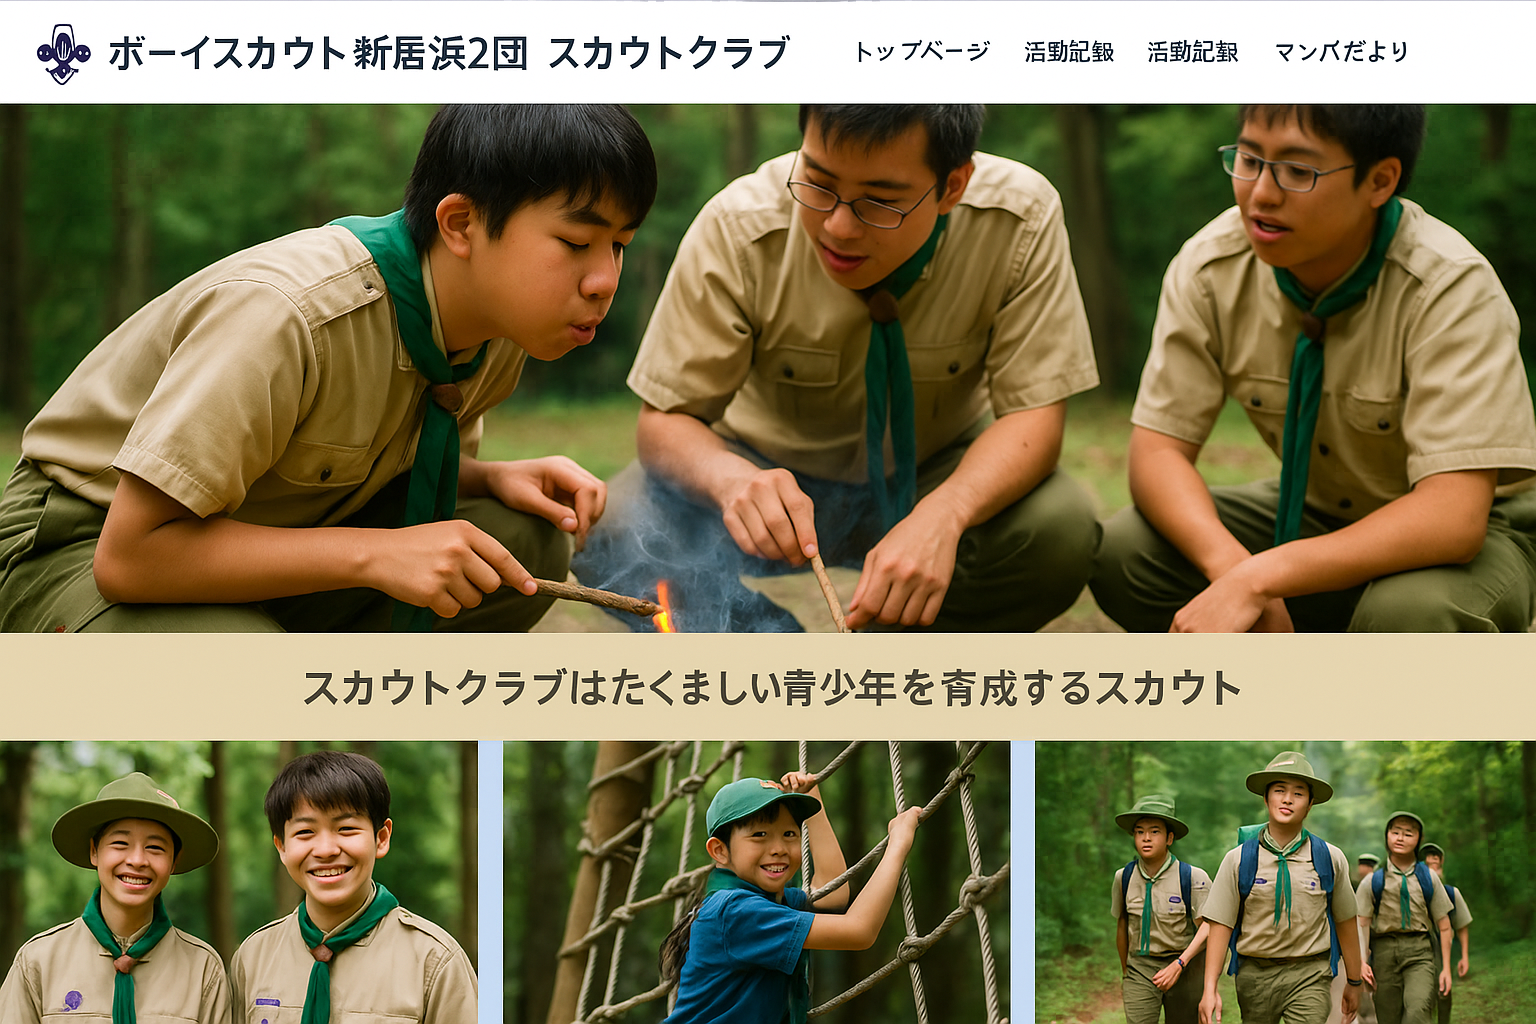 ボーイスカウト新居浜2団 スカウトクラブ
トップページ 活動記録 活動記録 マンバだより
スカウトクラブはたくましい青少年を育成するスカウト